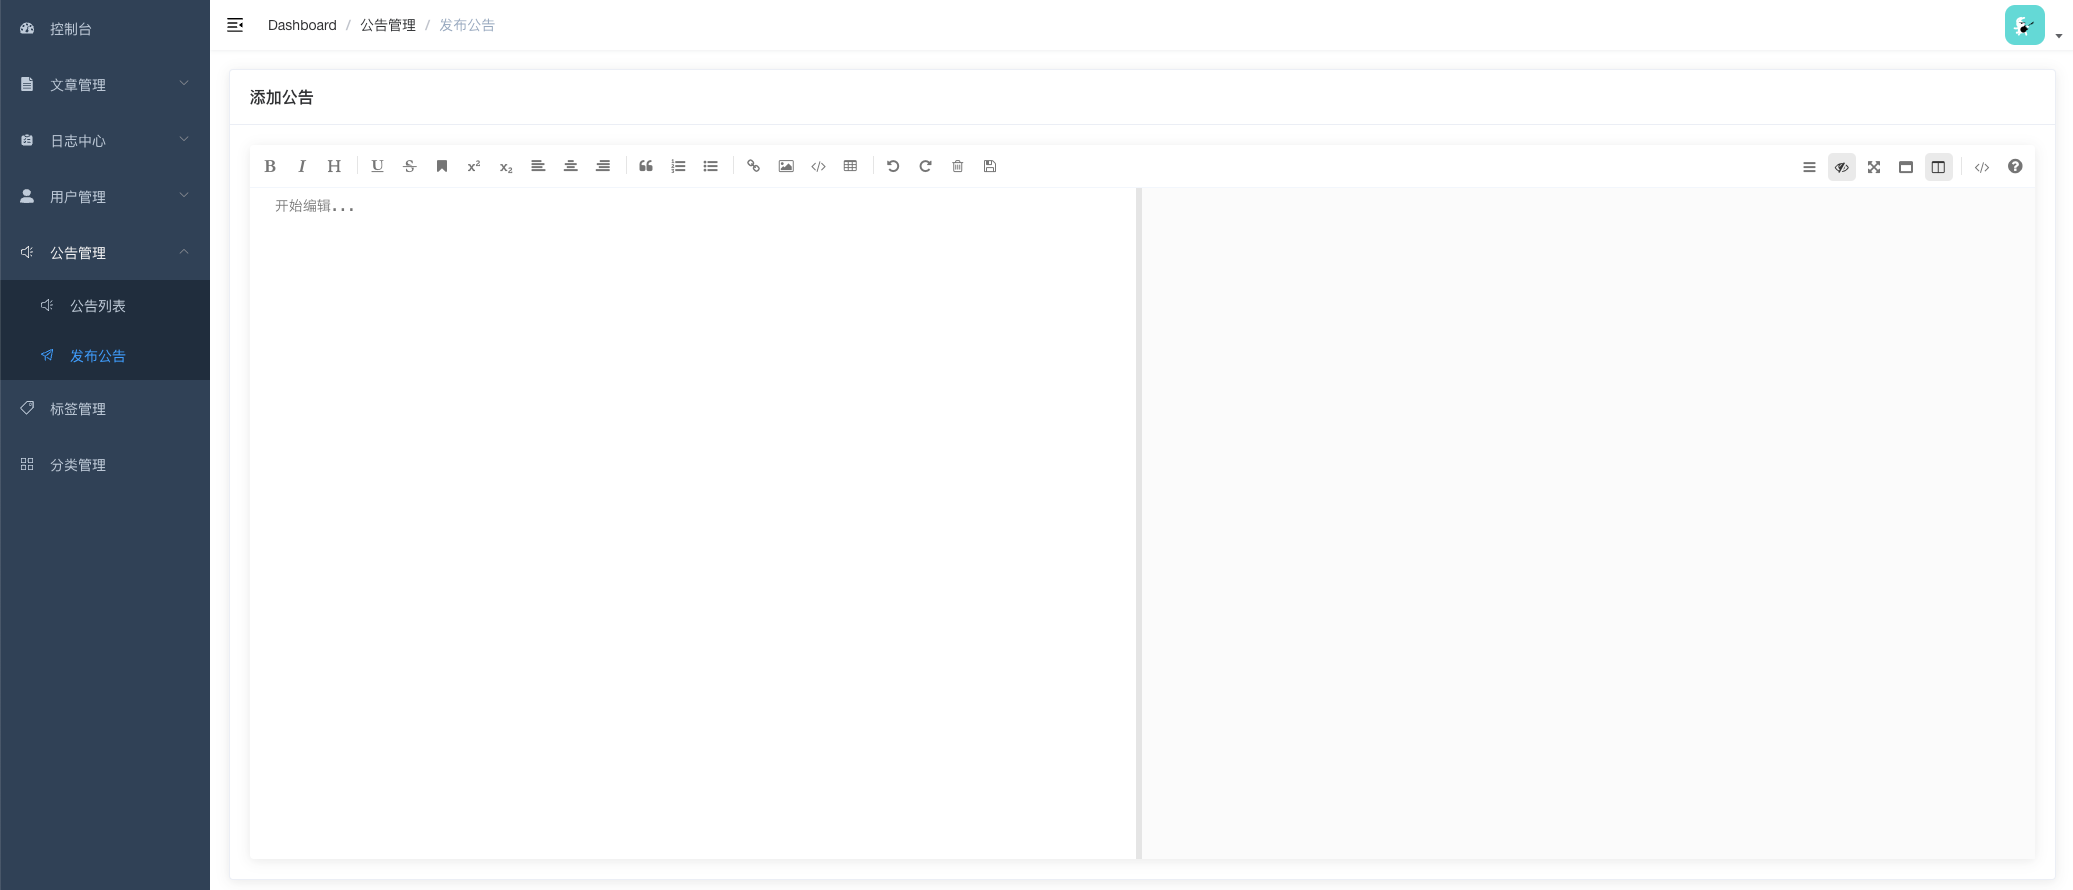 控制台
文章管理
日志中心
用户管理
公告管理
公告列表
发布公告
标签管理
分类管理
Dashboard / 公告管理 / 发布公告
添加公告
B I H U S x² x₂
开始编辑...